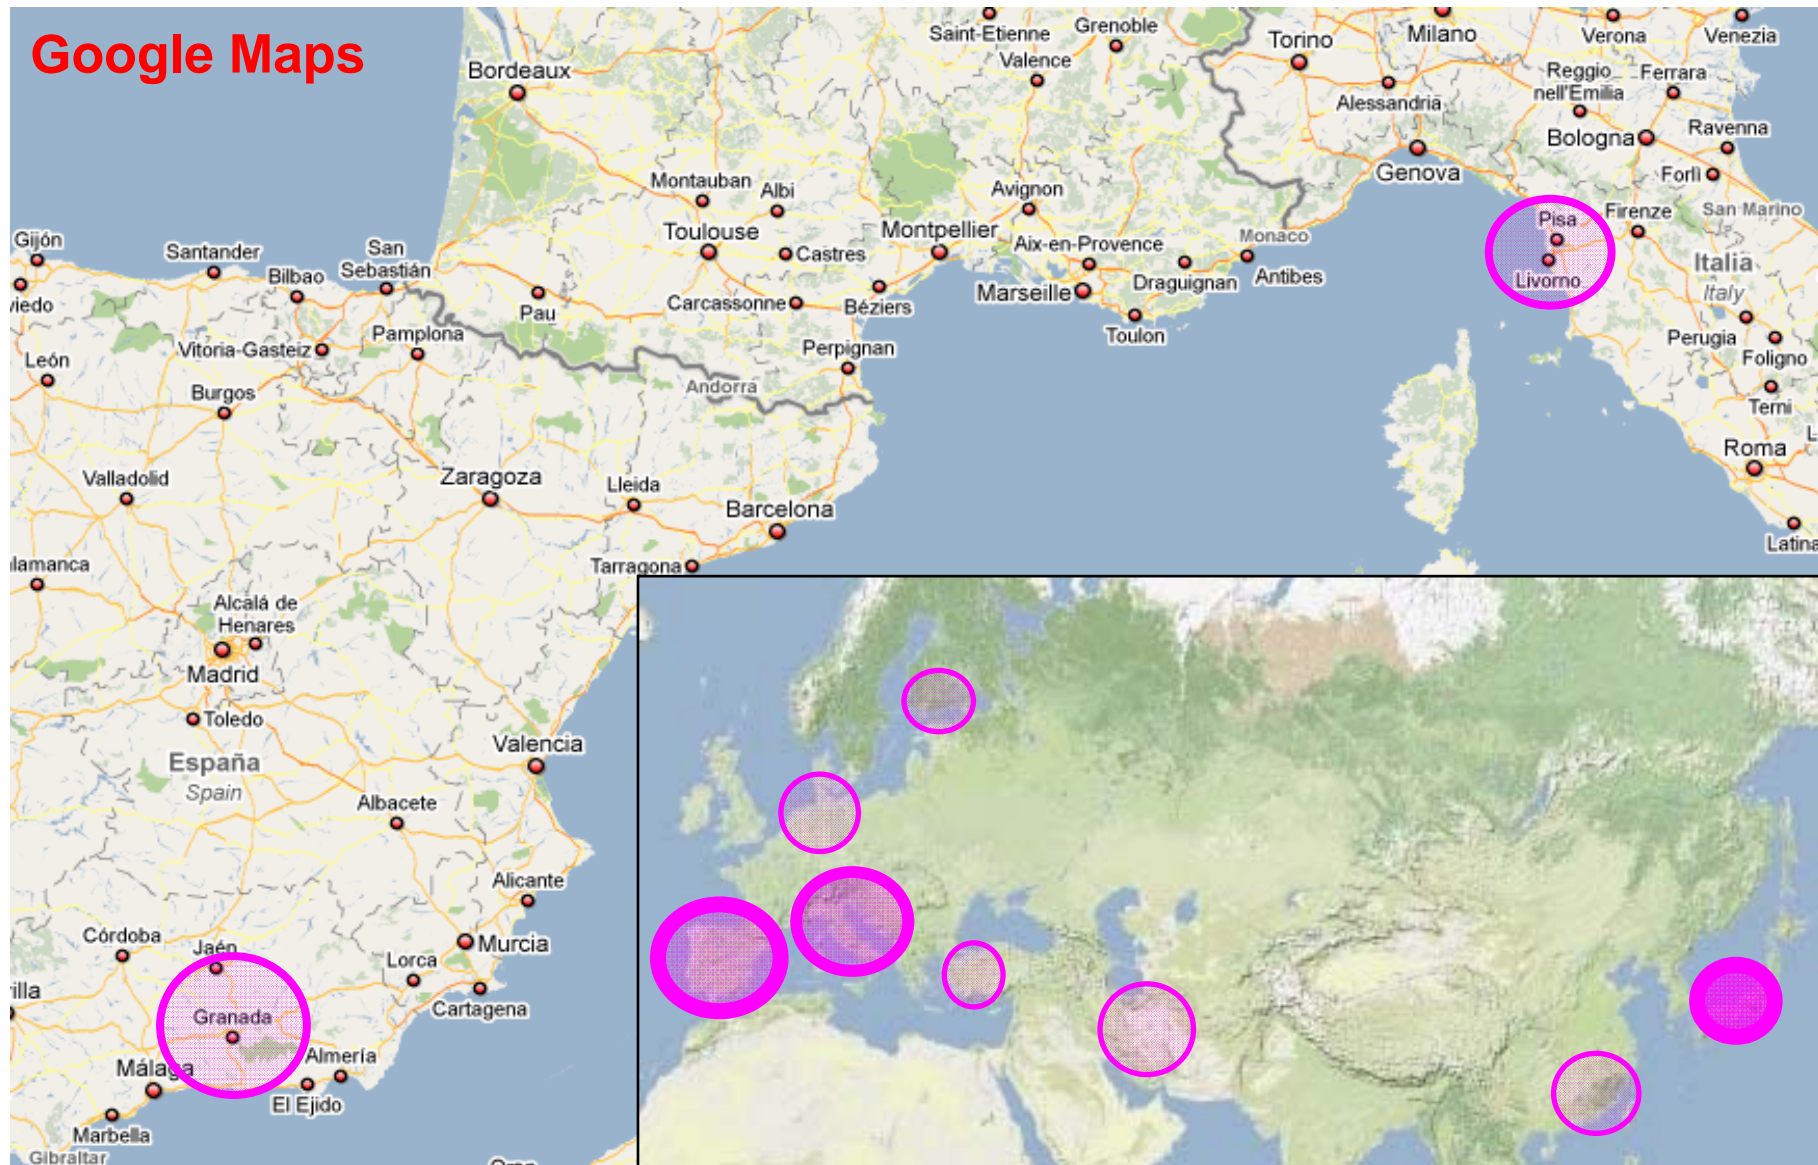 Google Maps
Saint-Etienne
Grenoble
Valence
Torino
Milano
Verona
Venezia
Bordeaux
Alessandria
Reggio
nell'Emilia
Ferrara
Bologna
Ravenna
Genova
Forlì
Montauban
Albi
Avignon
Pisa
Firenze
San Marino
Gijón
Santander
San
Sebastián
Bilbao
Toulouse
Castres
Montpellier
Aix-en-Provence
Monaco
Antibes
Draguignan
Marseille
Toulon
Livorno
Italia
Italy
viedo
Pau
Carcassonne
Béziers
Perpignan
Perugia
Foligno
Terni
León
Vitoria-Gasteiz
Pamplona
Burgos
Andorra
L
Roma
Latina
Valladolid
Zaragoza
Lleida
Barcelona
Tarragona
lamanca
Alcalá de
Henares
Madrid
Toledo
España
Spain
Valencia
Albacete
Alicante
Córdoba
Jaén
Murcia
Lorca
Cartagena
illa
Granada
Almería
Málaga
El Ejido
Marbella
Gibraltar